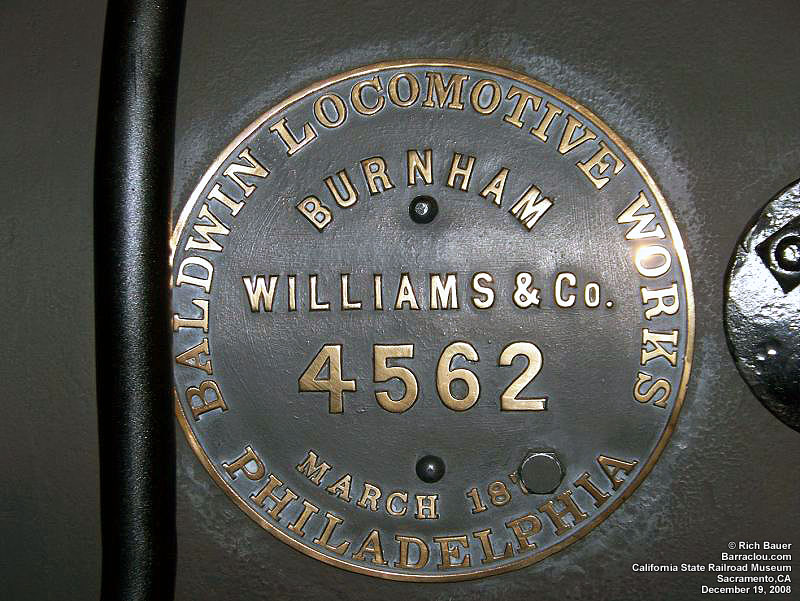 BALDWIN LOCOMOTIVE WORKS
BURNHAM
WILLIAMS & Co.
4562
MARCH
PHILADELPHIA
© Rich Bauer
Barraclou.com
California State Railroad Museum
Sacramento,CA
December 19, 2008